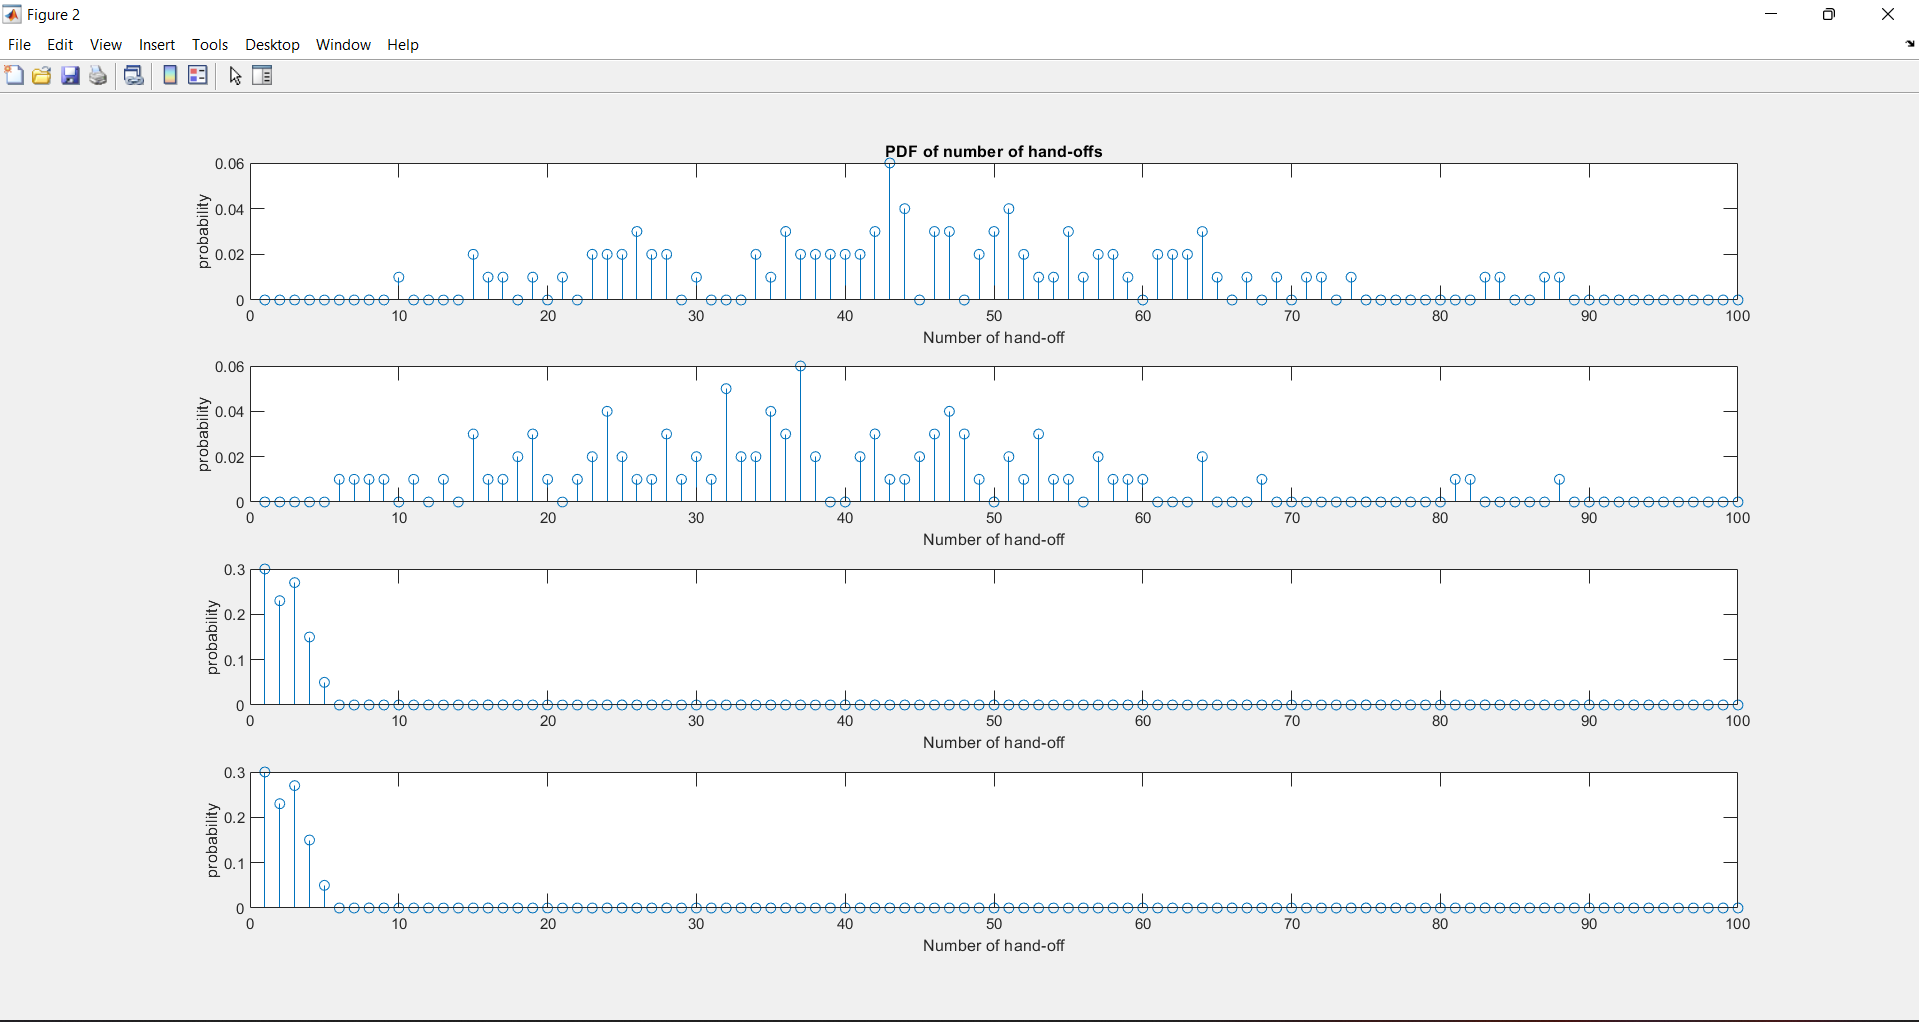 Figure 2
File Edit View Insert Tools Desktop Window Help
PDF of number of hand-offs
probability
0.06
0.04
0.02
0
0 10 20 30 40 50 60 70 80 90 100
Number of hand-off
probability
0.06
0.04
0.02
0
0 10 20 30 40 50 60 70 80 90 100
Number of hand-off
probability
0.3
0.2
0.1
0
0 10 20 30 40 50 60 70 80 90 100
Number of hand-off
probability
0.3
0.2
0.1
0
0 10 20 30 40 50 60 70 80 90 100
Number of hand-off